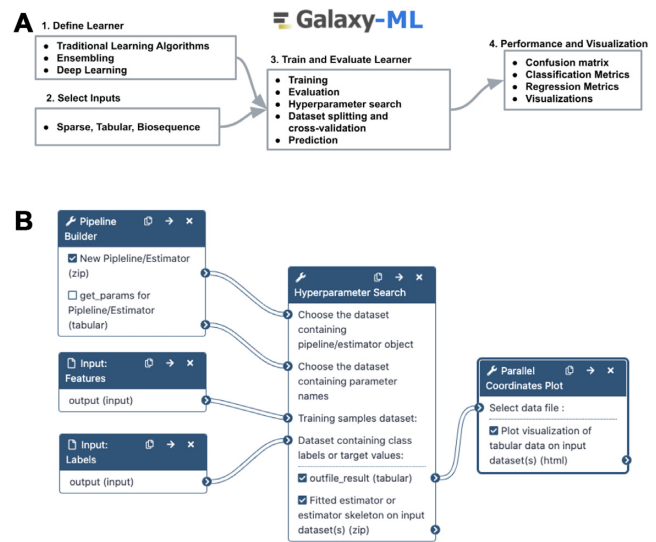 A
Galaxy-ML
1. Define Learner
Traditional Learning Algorithms
Ensembling
Deep Learning
2. Select Inputs
Sparse, Tabular, Biosequence
3. Train and Evaluate Learner
Training
Evaluation
Hyperparameter search
Dataset splitting and
cross-validation
Prediction
4. Performance and Visualization
Confusion matrix
Classification Metrics
Regression Metrics
Visualizations
B
Pipeline
Builder
New Pipleline/Estimator
(zip)
get_params for
Pipleline/Estimator
(tabular)
Input:
Features
output (input)
Input:
Labels
output (input)
Hyperparameter Search
Choose the dataset
containing
pipeline/estimator object
Choose the dataset
containing parameter
names
Training samples dataset:
Dataset containing class
labels or target values:
outfile_result (tabular)
Fitted estimator or
estimator skeleton on input
dataset(s) (zip)
Parallel
Coordinates Plot
Select data file :
Plot visualization of
tabular data on input
dataset(s) (html)